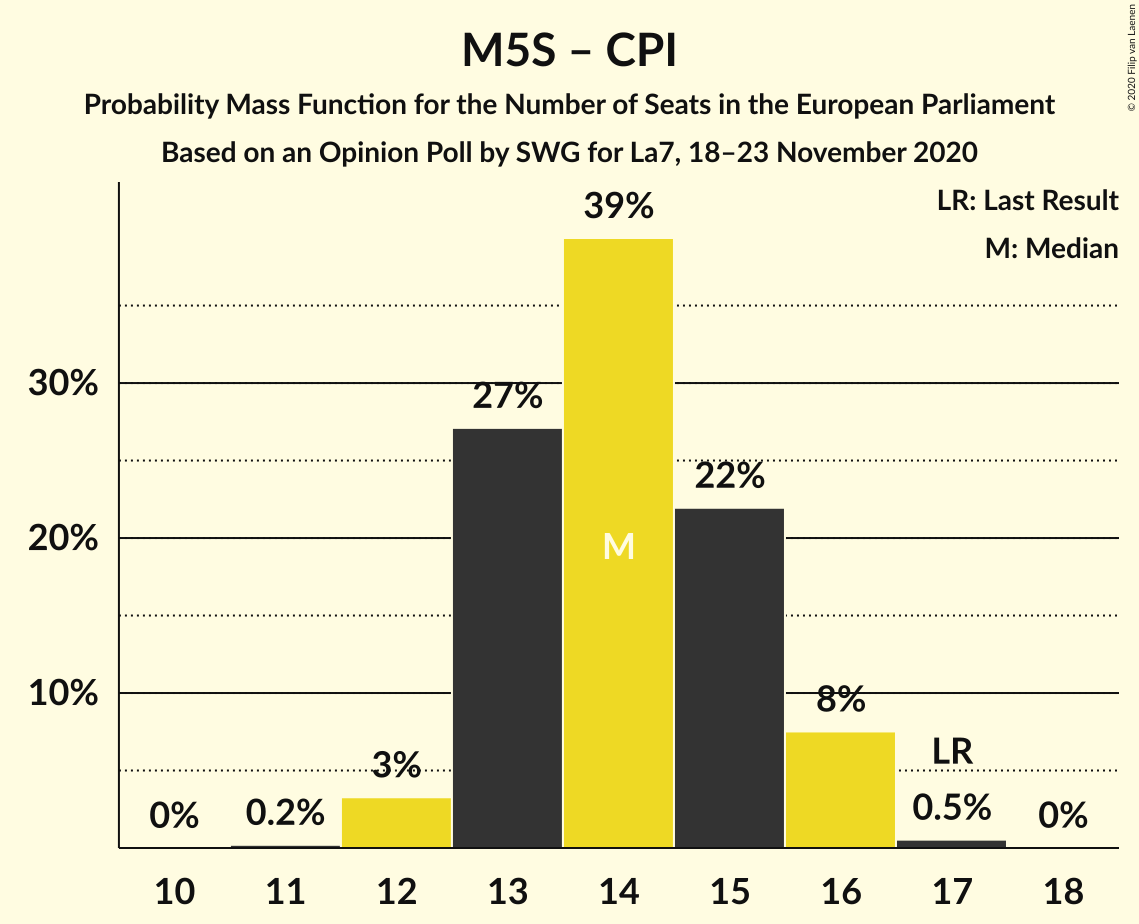 M5S – CPI
Probability Mass Function for the Number of Seats in the European Parliament
Based on an Opinion Poll by SWG for La7, 18–23 November 2020
© 2020 Filip van Laenen
LR: Last Result
M: Median
39%
30%
27%
22%
20%
M
10%
8%
LR
3%
0%
0.2%
0.5%
0%
10 11 12 13 14 15 16 17 18